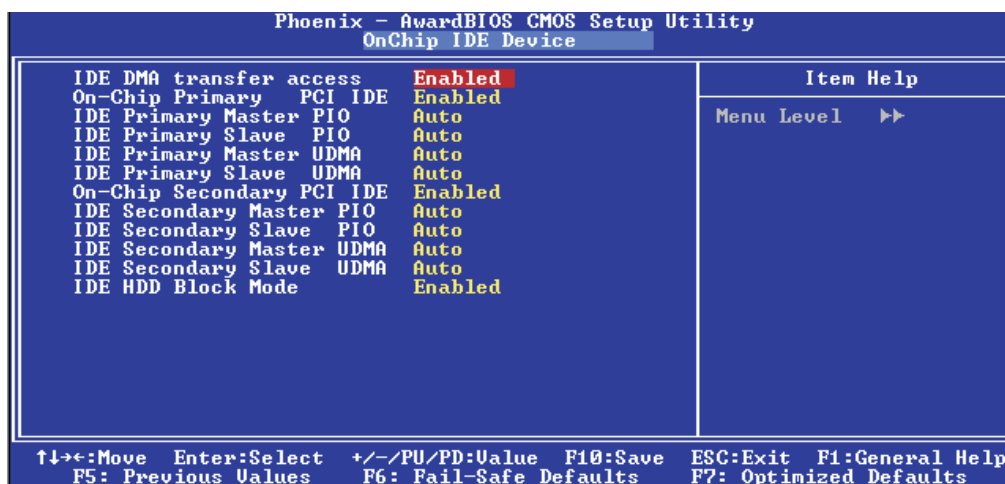 Phoenix - AwardBIOS CMOS Setup Utility
OnChip IDE Device
IDE DMA transfer access Enabled
On-Chip Primary PCI IDE Enabled
IDE Primary Master PIO Auto
IDE Primary Slave PIO Auto
IDE Primary Master UDMA Auto
IDE Primary Slave UDMA Auto
On-Chip Secondary PCI IDE Enabled
IDE Secondary Master PIO Auto
IDE Secondary Slave PIO Auto
IDE Secondary Master UDMA Auto
IDE Secondary Slave UDMA Auto
IDE HDD Block Mode Enabled
Item Help
Menu Level ▶▶
↑↓→←:Move Enter:Select +/-/PU/PD:Value F10:Save ESC:Exit F1:General Help
F5: Previous Values F6: Fail-Safe Defaults F7: Optimized Defaults